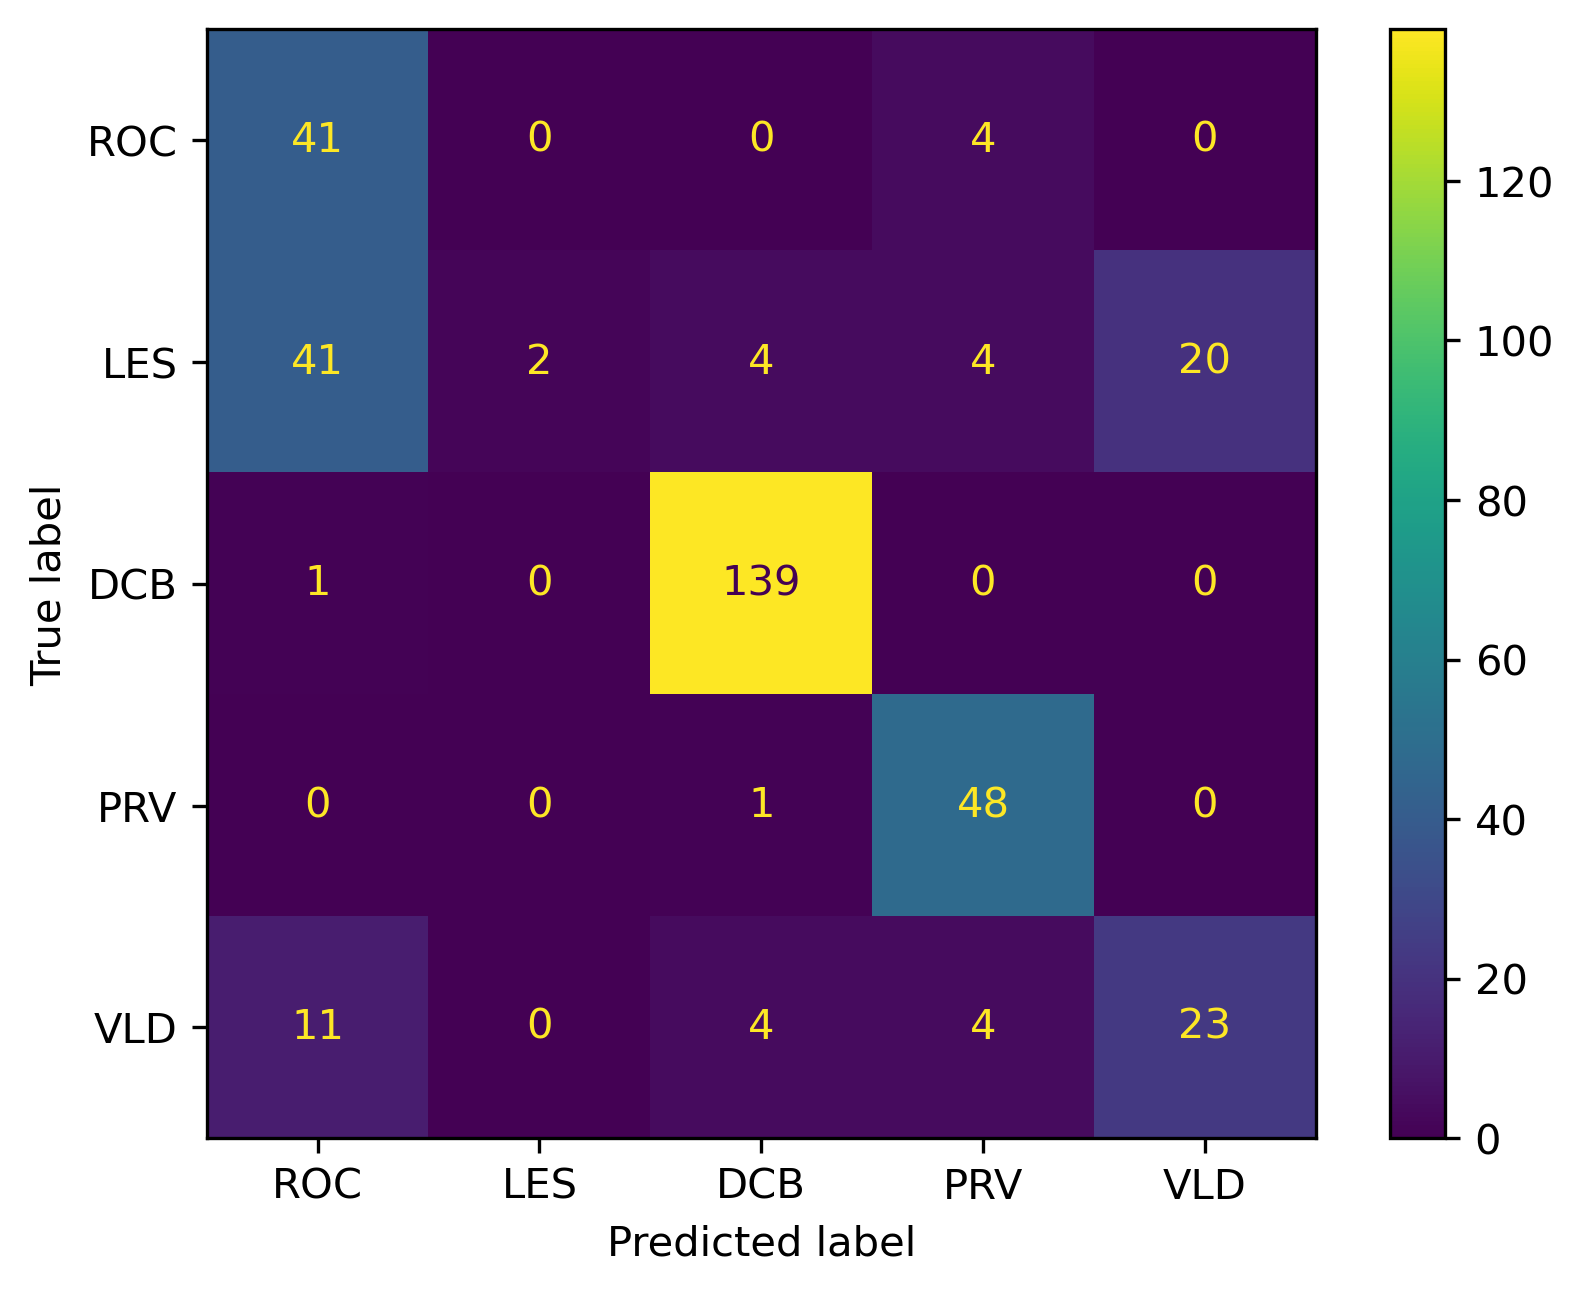 ROC 41 0 0 4 0
LES 41 2 4 4 20
DCB 1 0 139 0 0
PRV 0 0 1 48 0
VLD 11 0 4 4 23
ROC LES DCB PRV VLD
Predicted label
True label
120
100
80
60
40
20
0